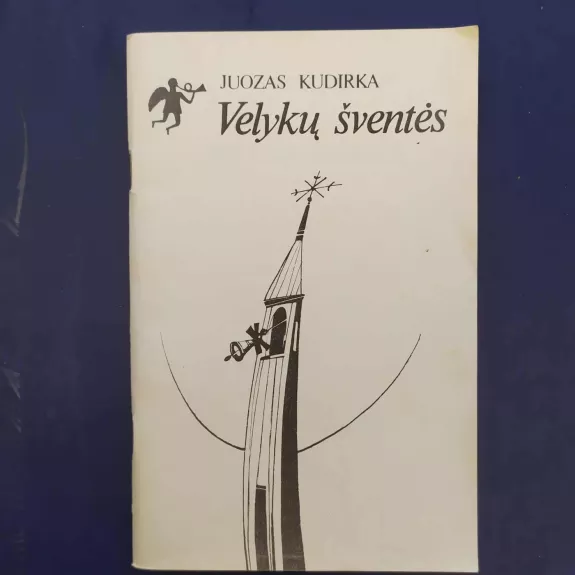 JUOZAS KUDIRKA
Velykų šventės